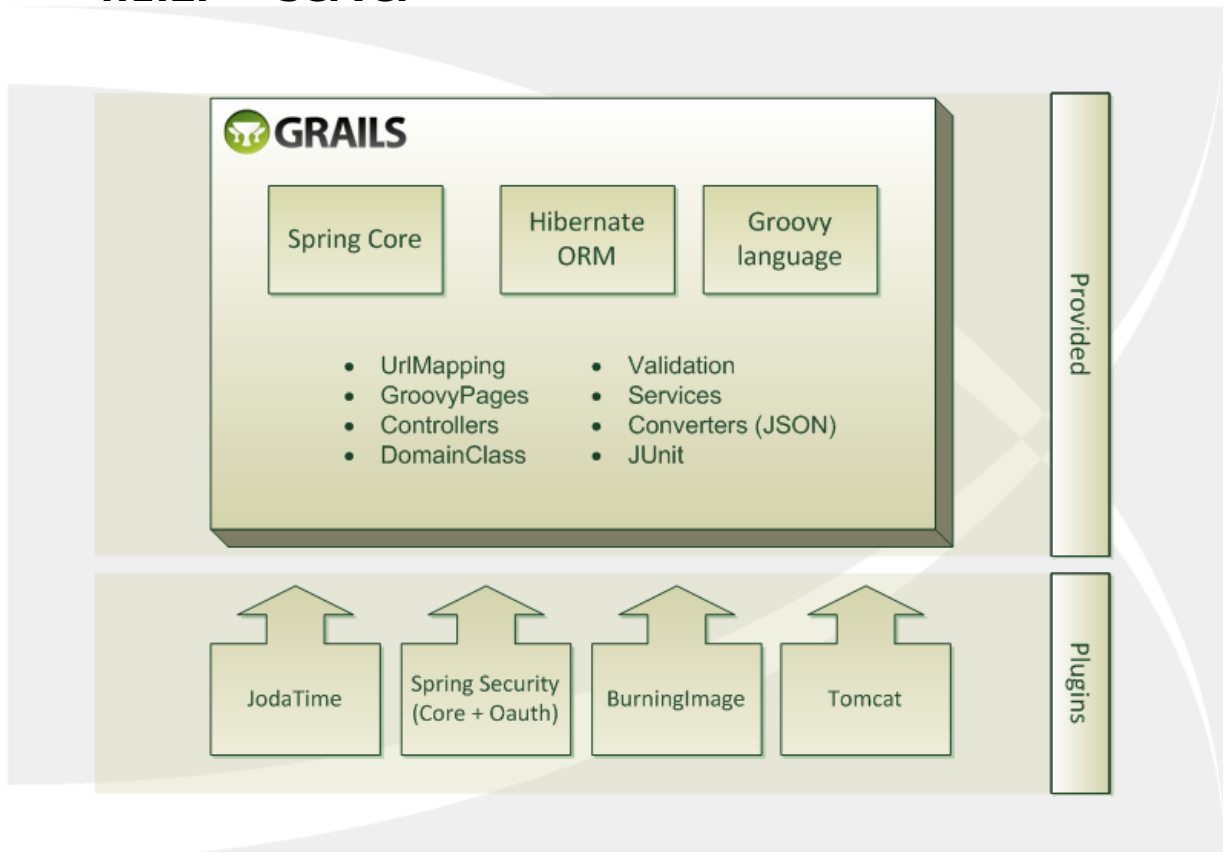 GRAILS
Spring Core
Hibernate
ORM
Groovy
language
• UrlMapping
• GroovyPages
• Controllers
• DomainClass
• Validation
• Services
• Converters (JSON)
• JUnit
Provided
JodaTime
Spring Security
(Core + Oauth)
BurningImage
Tomcat
Plugins